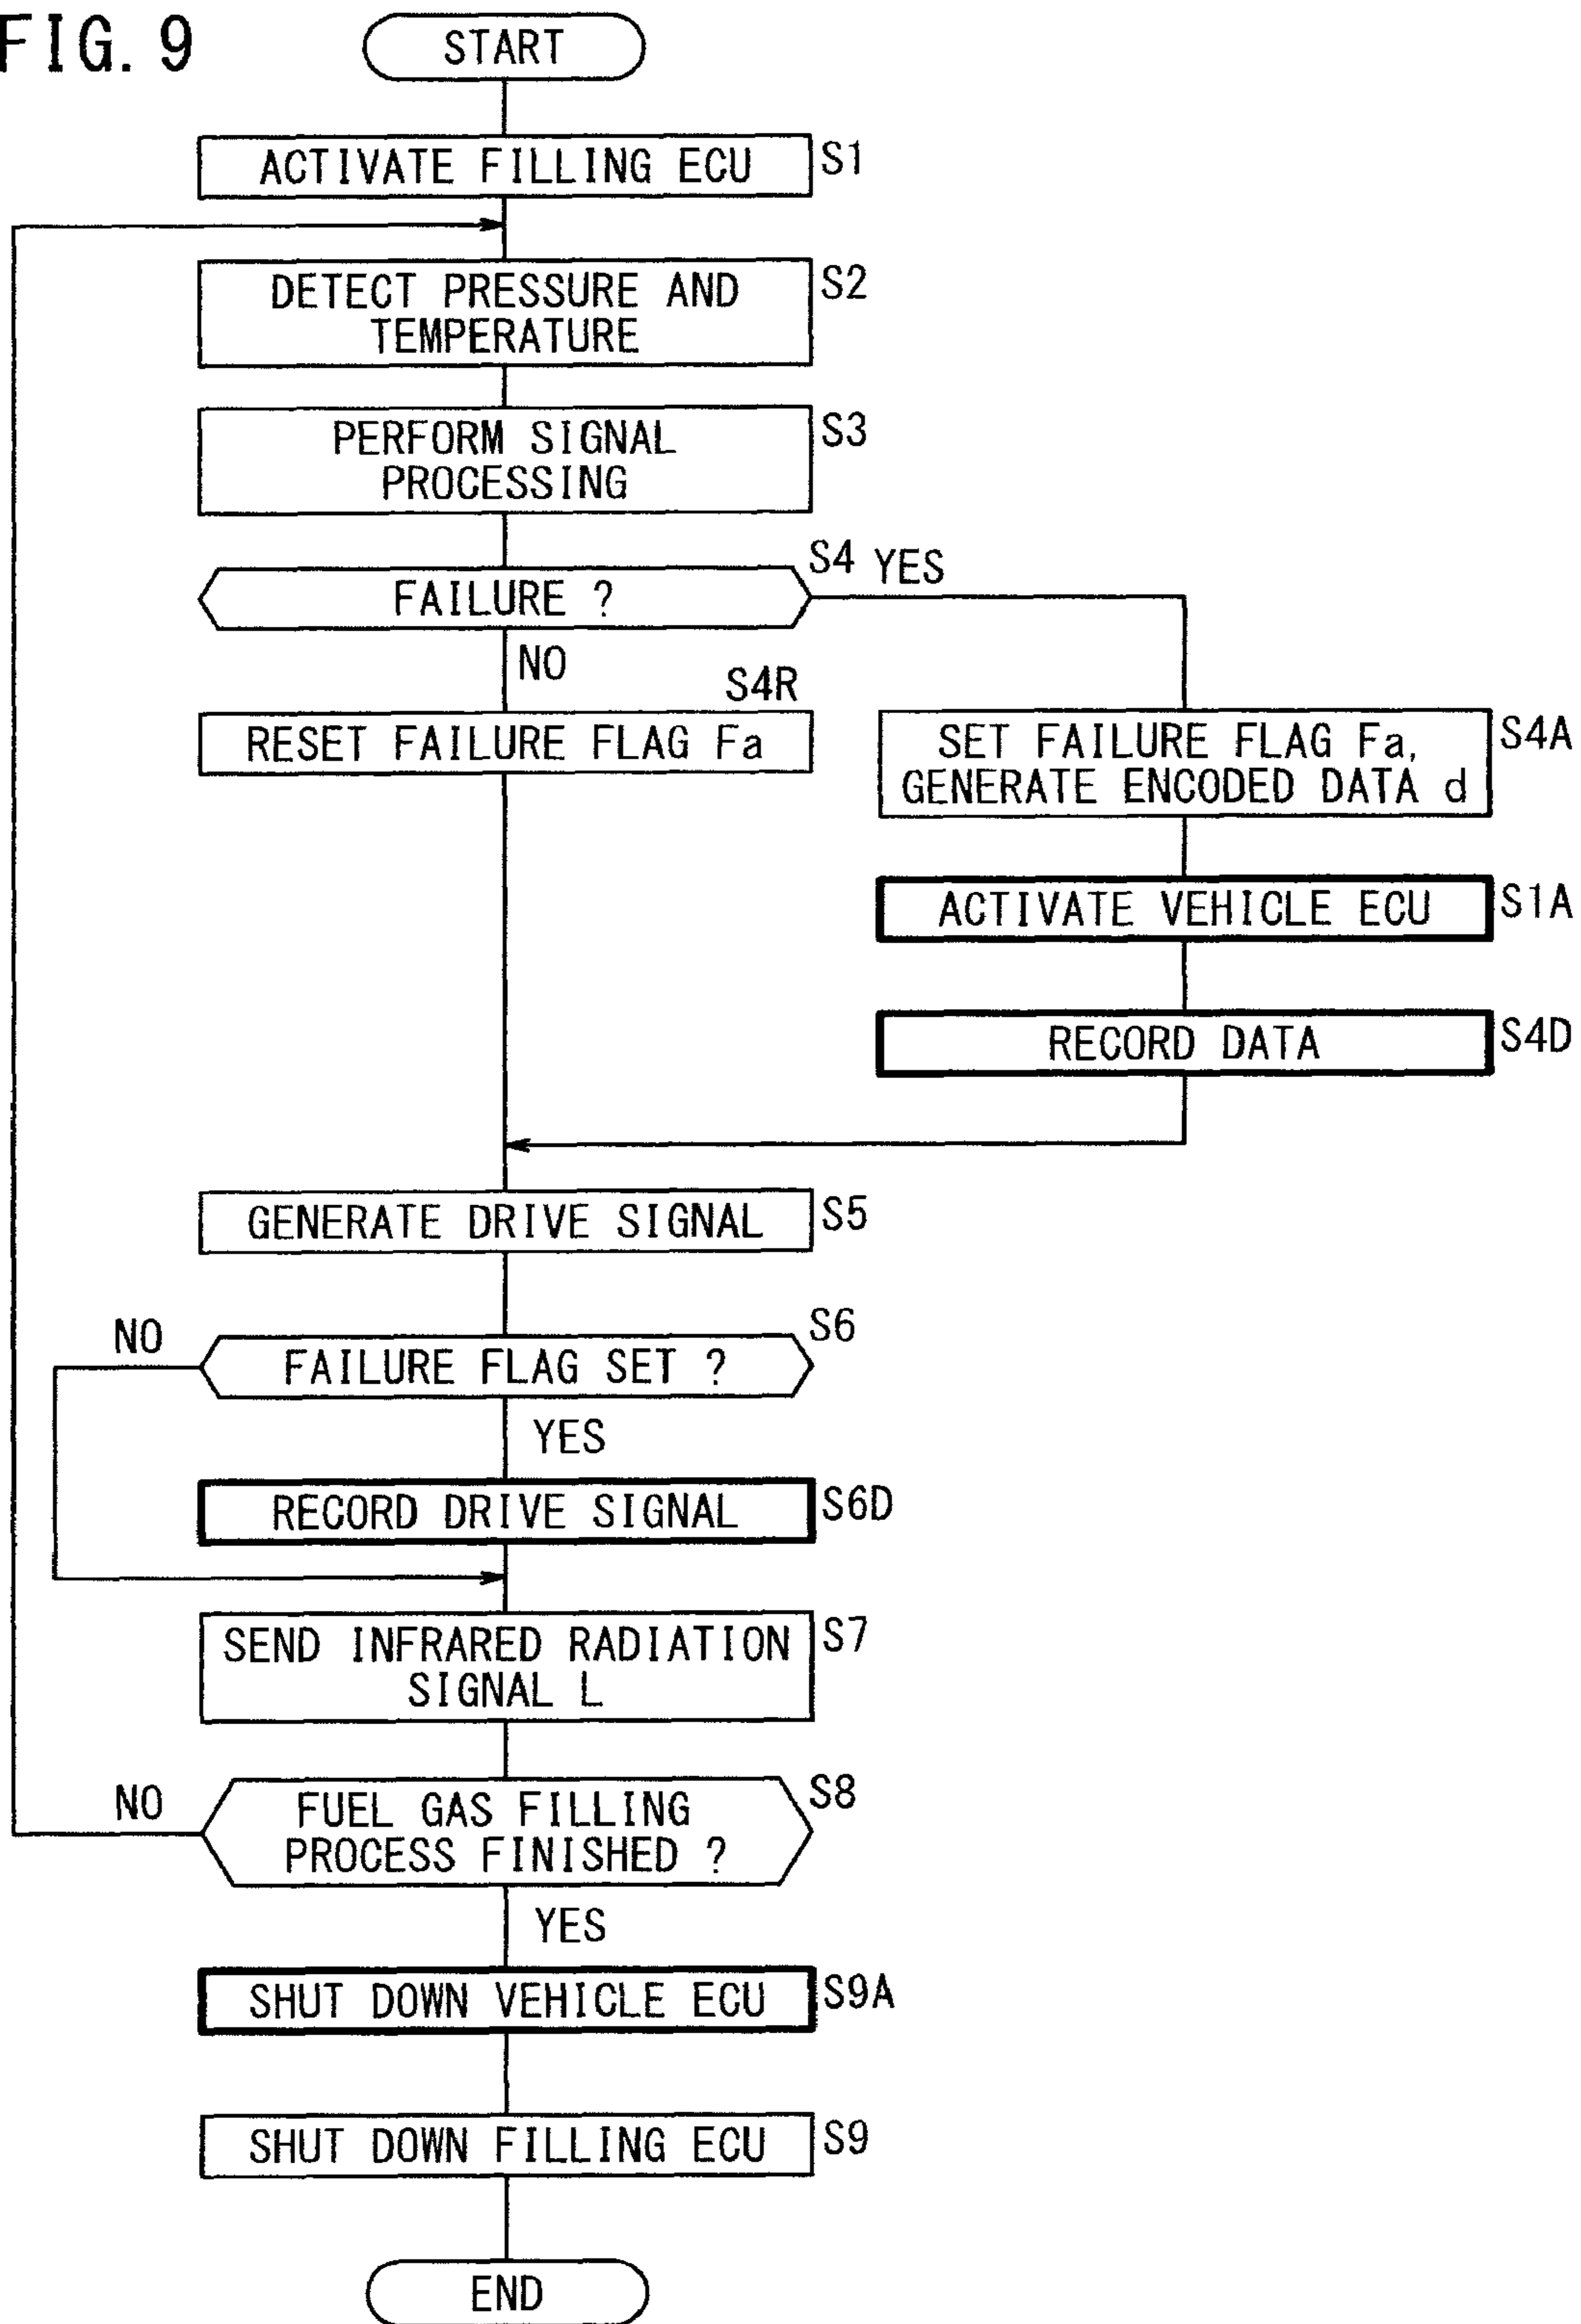 FIG. 9
START
ACTIVATE FILLING ECU
S1
DETECT PRESSURE AND
TEMPERATURE
S2
PERFORM SIGNAL
PROCESSING
S3
FAILURE ?
S4
YES
NO
RESET FAILURE FLAG Fa
S4R
SET FAILURE FLAG Fa,
GENERATE ENCODED DATA d
S4A
ACTIVATE VEHICLE ECU
S1A
RECORD DATA
S4D
GENERATE DRIVE SIGNAL
S5
FAILURE FLAG SET ?
S6
NO
YES
RECORD DRIVE SIGNAL
S6D
SEND INFRARED RADIATION
SIGNAL L
S7
FUEL GAS FILLING
PROCESS FINISHED ?
S8
NO
YES
SHUT DOWN VEHICLE ECU
S9A
SHUT DOWN FILLING ECU
S9
END